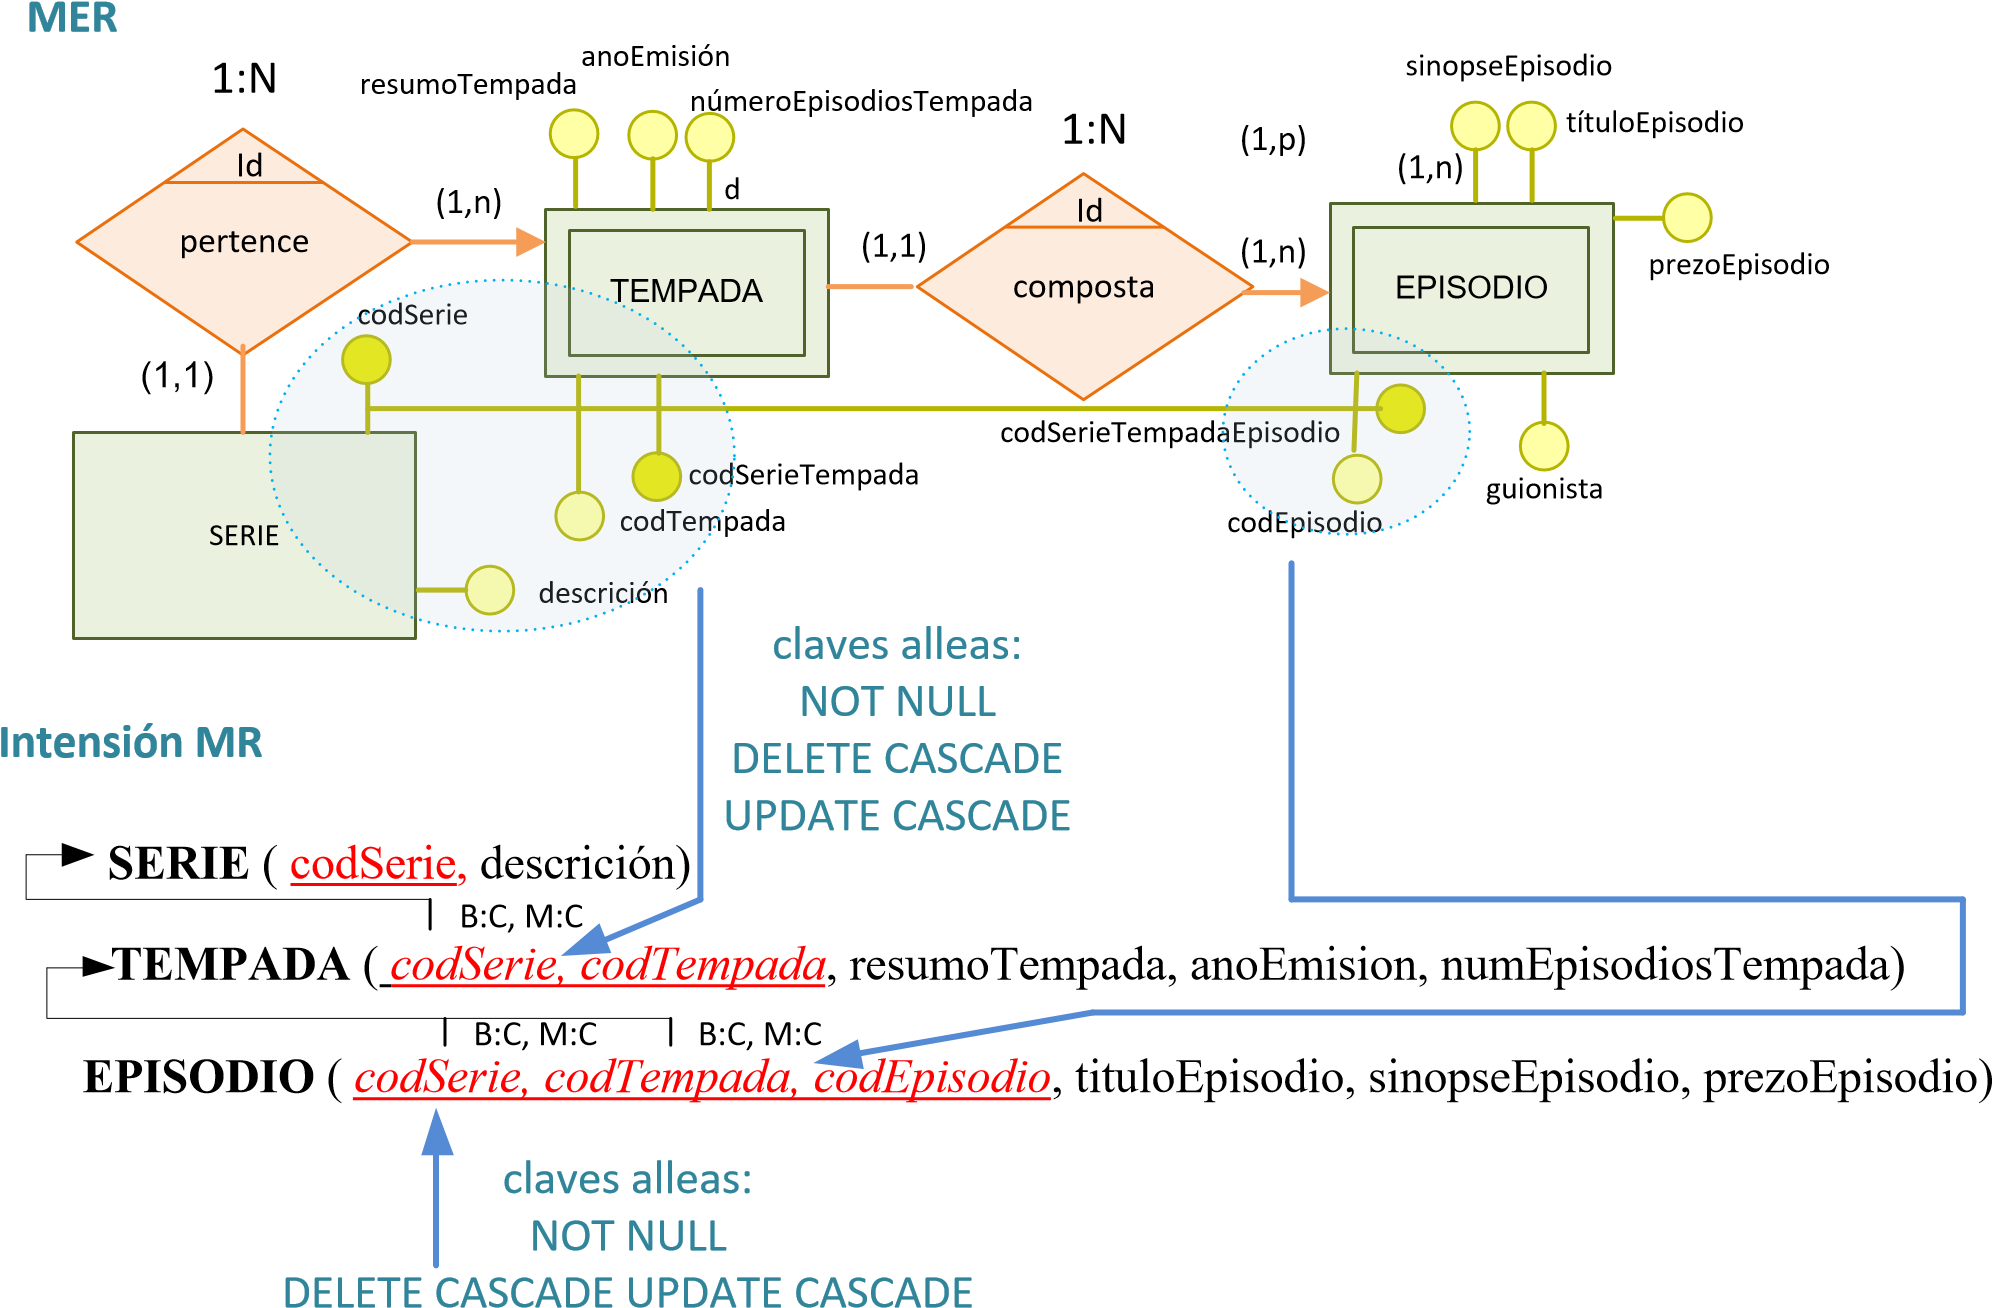 MER
anoEmisión
resumoTempada
1:N
númeroEpisodiosTempada
sinopseEpisodio
títuloEpisodio
1:N
(1,p)
(1,n)
Id
d
(1,n)
Id
pertence
(1,1)
(1,n)
TEMPADA
composta
EPISODIO
prezoEpisodio
codSerie
(1,1)
codSerieTempadaEpisodio
codSerieTempada
guionista
codTempada
codEpisodio
SERIE
descrición
claves alleas:
NOT NULL
DELETE CASCADE
UPDATE CASCADE
Intensión MR
SERIE ( codSerie, descrición)
B:C, M:C
TEMPADA ( codSerie, codTempada, resumoTempada, anoEmision, numEpisodiosTempada)
B:C, M:C B:C, M:C
EPISODIO ( codSerie, codTempada, codEpisodio, tituloEpisodio, sinopseEpisodio, prezoEpisodio)
claves alleas:
NOT NULL
DELETE CASCADE UPDATE CASCADE